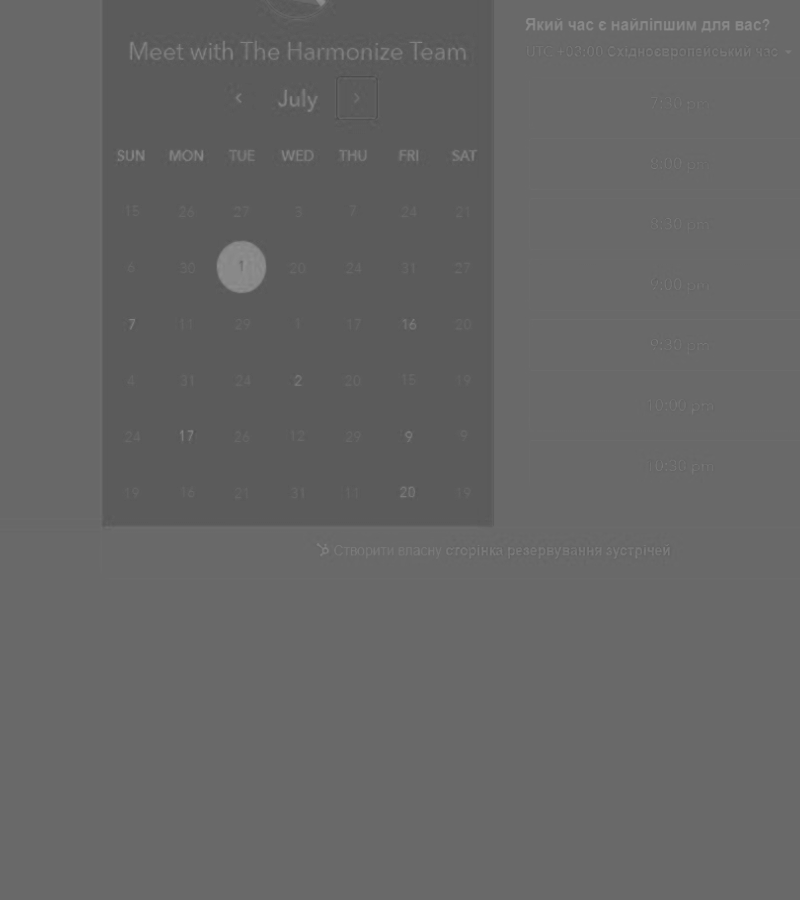 Meet with The Harmonize Team
‹ July ›
SUN MON TUE WED THU FRI SAT
15 26 27 3 7 24 21
6 30 1 20 24 31 27
7 11 29 1 17 16 20
4 31 24 2 20 15 19
24 17 26 12 29 9 9
19 16 21 31 11 20 19
Який час є найліпшим для вас?
UTC +03:00 Східноєвропейський час
7:30 pm
8:00 pm
8:30 pm
9:00 pm
9:30 pm
10:00 pm
10:30 pm
Створити власну сторінка резервування зустрічей